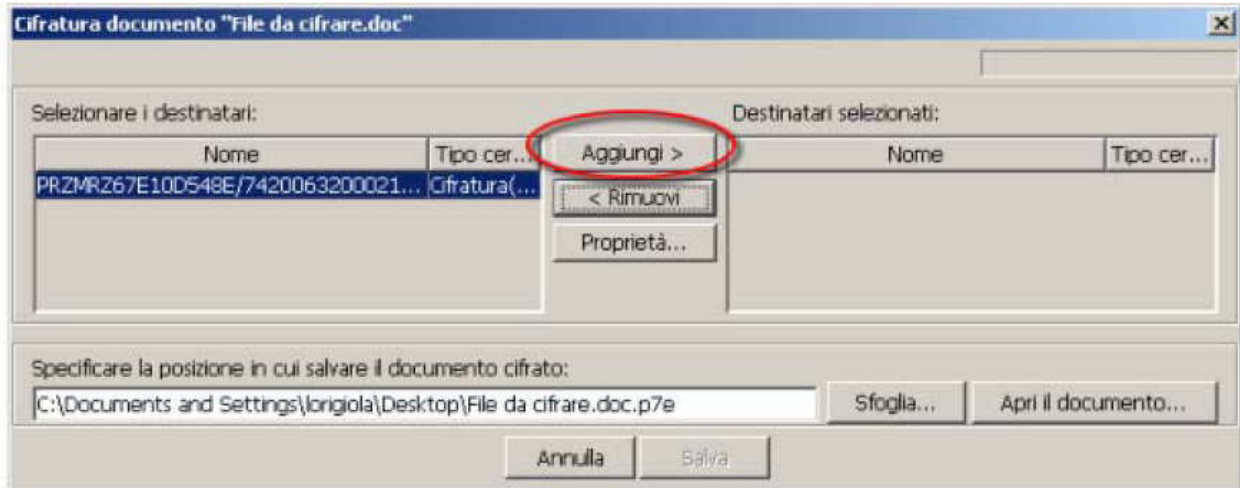 Cifratura documento "File da cifrare.doc"
Selezionare i destinatari:
Destinatari selezionati:
Nome Tipo cer...
Aggiungi >
Nome Tipo cer...
PRZMRZ67E10D548E/7420063200021... Cifratura(...
< Rimuovi
Proprietà...
Specificare la posizione in cui salvare il documento cifrato:
C:\Documents and Settings\lorigiola\Desktop\File da cifrare.doc.p7e
Sfoglia...
Apri il documento...
Annulla
Salva